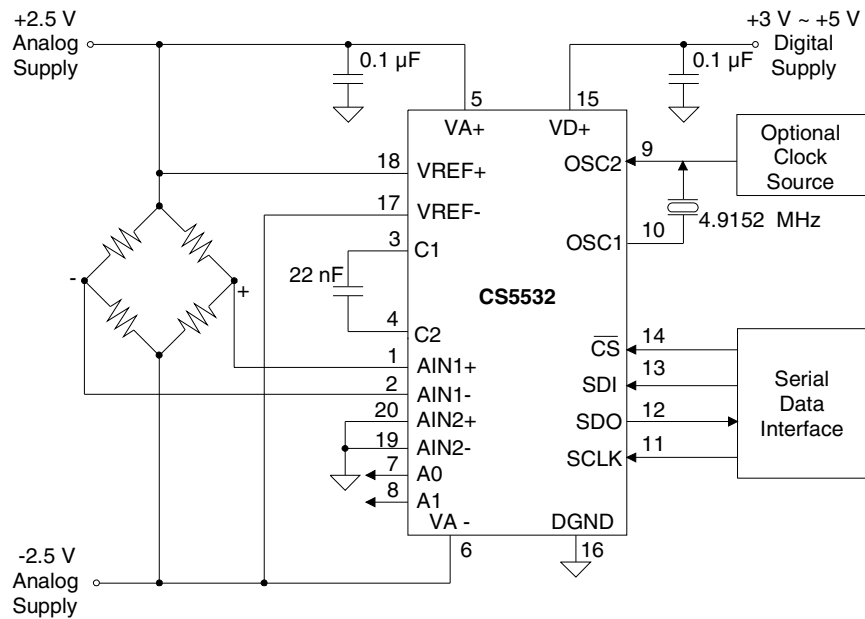 +2.5 V
Analog
Supply
+3 V ~ +5 V
Digital
Supply
0.1 µF
0.1 µF
5
15
VA+
VD+
Optional
Clock
Source
18
VREF+
OSC2
9
17
VREF-
4.9152 MHz
3
C1
OSC1
10
22 nF
CS5532
-
+
4
C2
1
AIN1+
CS
14
2
AIN1-
SDI
13
20
AIN2+
SDO
12
19
AIN2-
SCLK
11
Serial
Data
Interface
7
A0
8
A1
VA -
DGND
6
16
-2.5 V
Analog
Supply